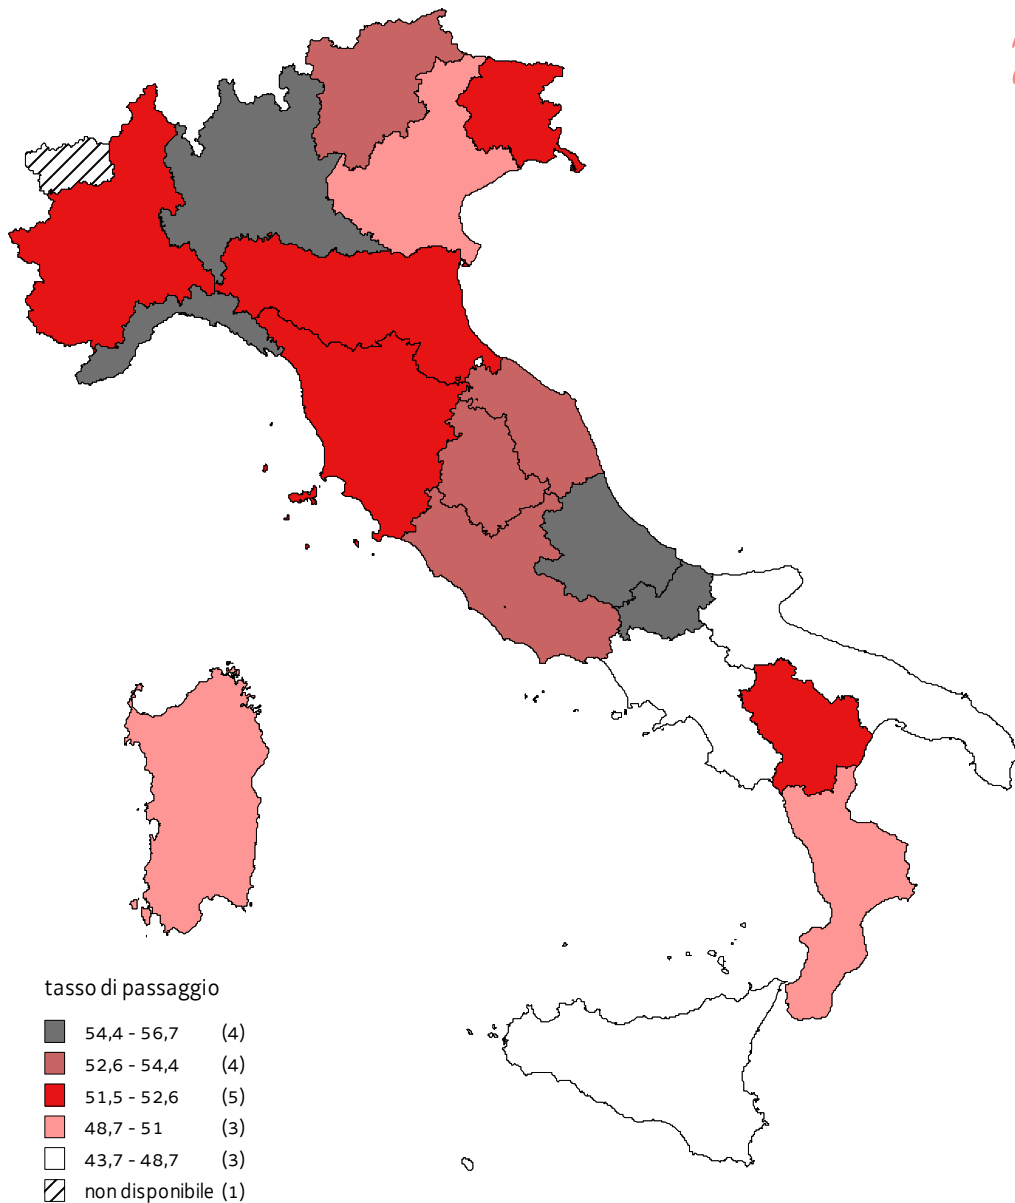 tasso di passaggio
54,4 - 56,7 (4)
52,6 - 54,4 (4)
51,5 - 52,6 (5)
48,7 - 51 (3)
43,7 - 48,7 (3)
non disponibile (1)